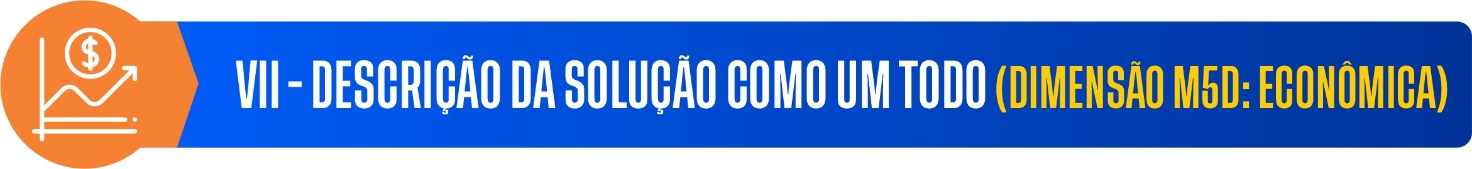 VII - DESCRIÇÃO DA SOLUÇÃO COMO UM TODO (DIMENSÃO M5D: ECONÔMICA)